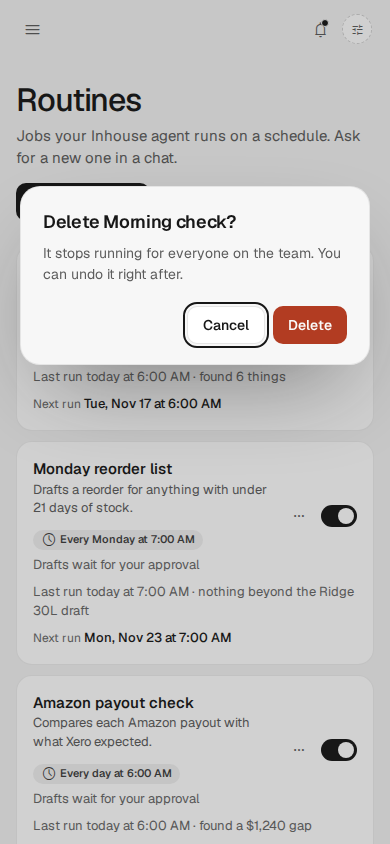 Routines
Jobs your Inhouse agent runs on a schedule. Ask
for a new one in a chat.
Delete Morning check?
It stops running for everyone on the team. You
can undo it right after.
Cancel
Delete
Last run today at 6:00 AM · found 6 things
Next run Tue, Nov 17 at 6:00 AM
Monday reorder list
Drafts a reorder for anything with under
21 days of stock.
Every Monday at 7:00 AM
Drafts wait for your approval
Last run today at 7:00 AM · nothing beyond the Ridge
30L draft
Next run Mon, Nov 23 at 7:00 AM
Amazon payout check
Compares each Amazon payout with
what Xero expected.
Every day at 6:00 AM
Drafts wait for your approval
Last run today at 6:00 AM · found a $1,240 gap